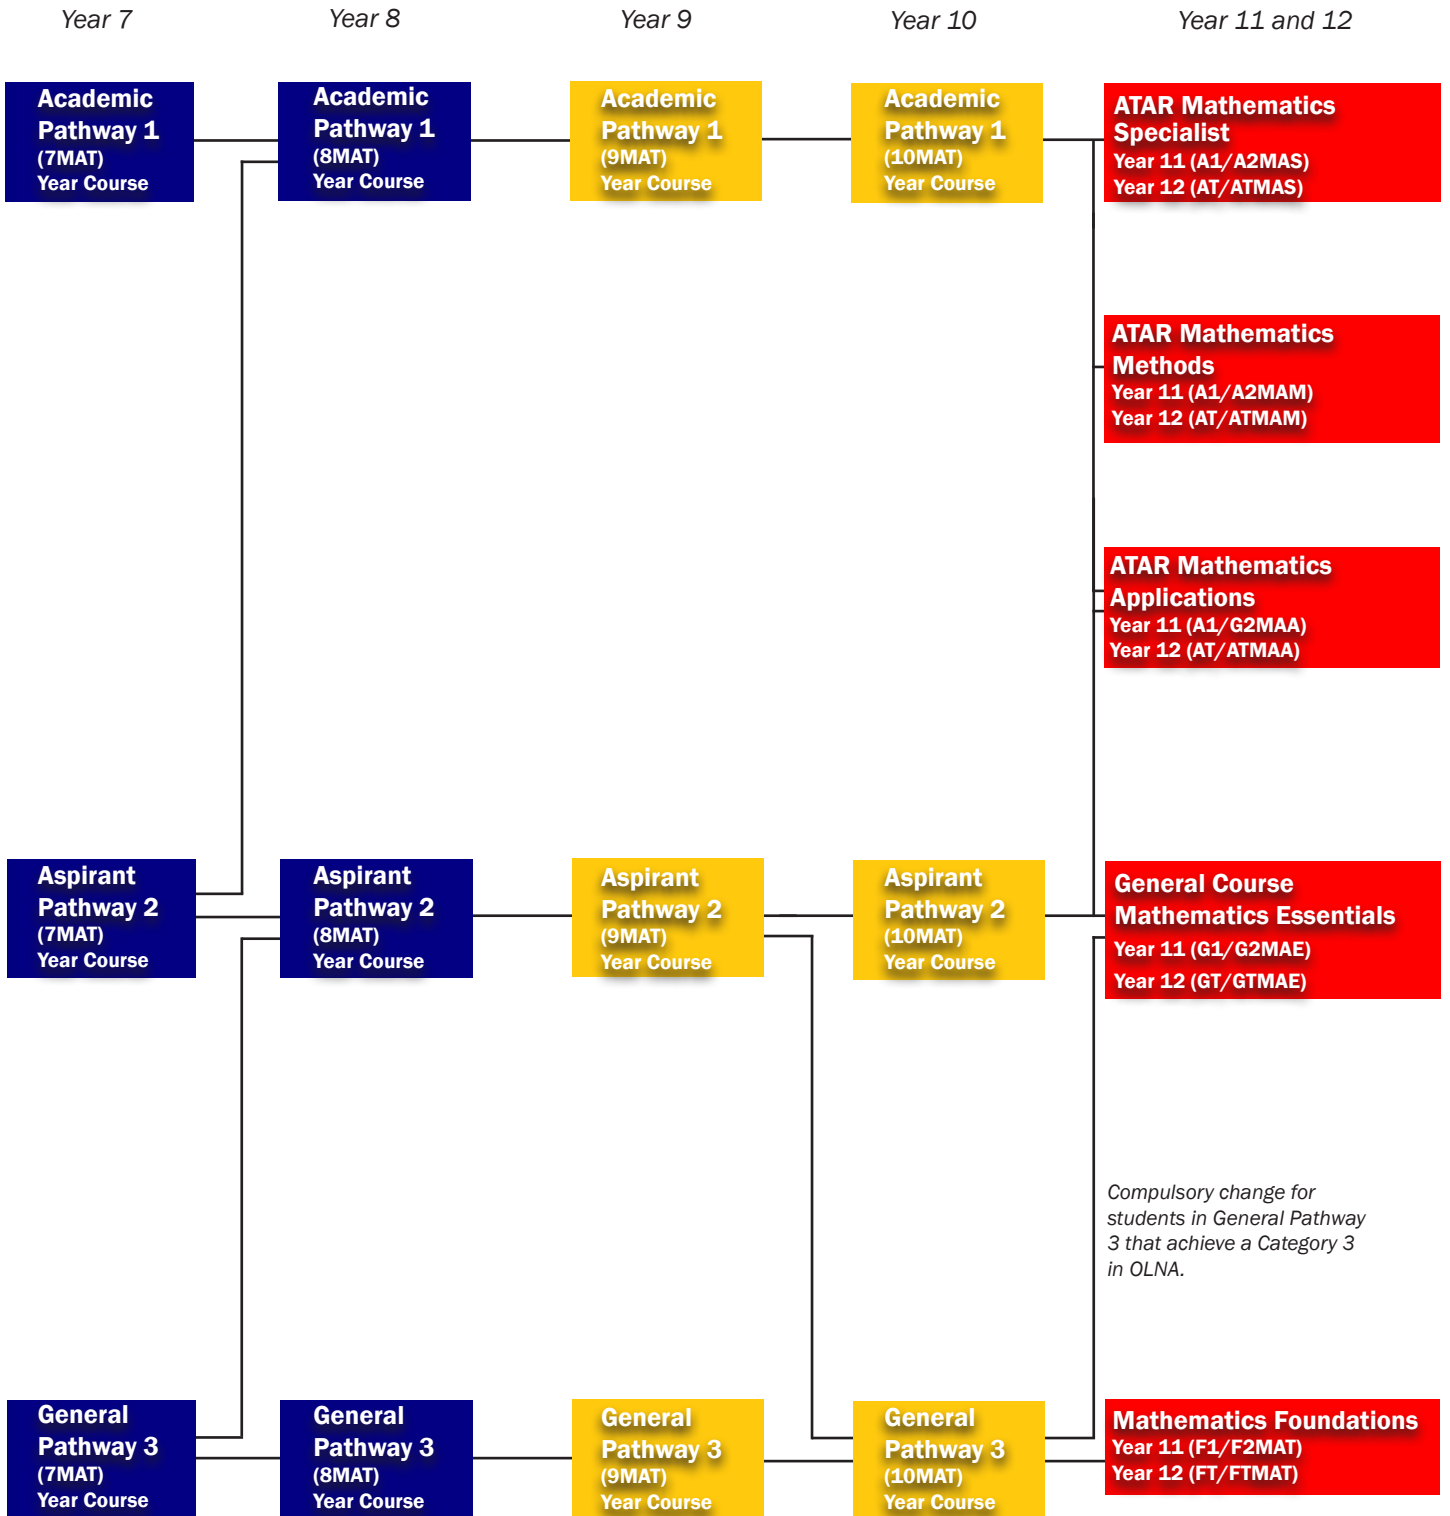 Year 7
Year 8
Year 9
Year 10
Year 11 and 12
Academic
Pathway 1
(7MAT)
Year Course
Academic
Pathway 1
(8MAT)
Year Course
Academic
Pathway 1
(9MAT)
Year Course
Academic
Pathway 1
(10MAT)
Year Course
ATAR Mathematics
Specialist
Year 11 (A1/A2MAS)
Year 12 (AT/ATMAS)
ATAR Mathematics
Methods
Year 11 (A1/A2MAM)
Year 12 (AT/ATMAM)
ATAR Mathematics
Applications
Year 11 (A1/G2MAA)
Year 12 (AT/ATMAA)
Aspirant
Pathway 2
(7MAT)
Year Course
Aspirant
Pathway 2
(8MAT)
Year Course
Aspirant
Pathway 2
(9MAT)
Year Course
Aspirant
Pathway 2
(10MAT)
Year Course
General Course
Mathematics Essentials
Year 11 (G1/G2MAE)
Year 12 (GT/GTMAE)
Compulsory change for
students in General Pathway
3 that achieve a Category 3
in OLNA.
General
Pathway 3
(7MAT)
Year Course
General
Pathway 3
(8MAT)
Year Course
General
Pathway 3
(9MAT)
Year Course
General
Pathway 3
(10MAT)
Year Course
Mathematics Foundations
Year 11 (F1/F2MAT)
Year 12 (FT/FTMAT)